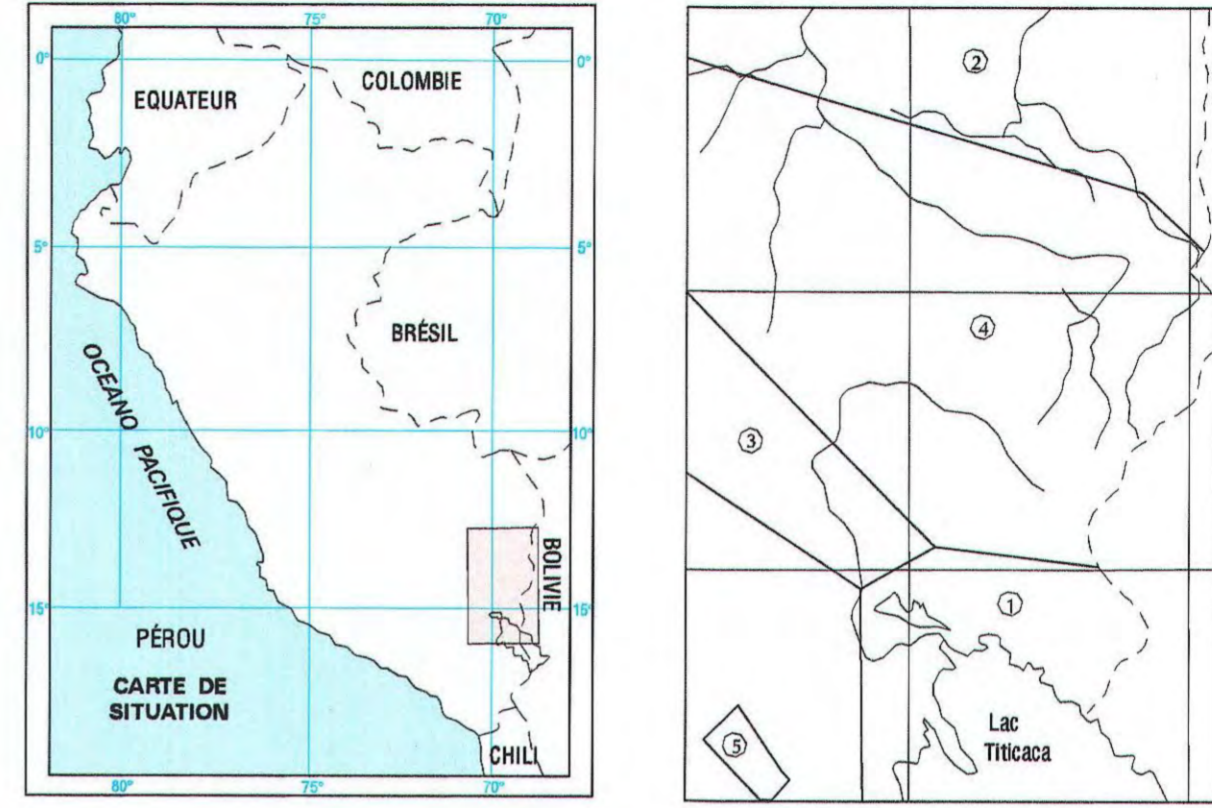 80°
75°
70°
0°
0°
COLOMBIE
EQUATEUR
5°
5°
BRÉSIL
OCEANO PACIFIQUE
10°
10°
BOLIVIE
15°
15°
PÉROU
CARTE DE
SITUATION
CHILI
80°
75°
70°
2
4
3
1
5
Lac
Titicaca